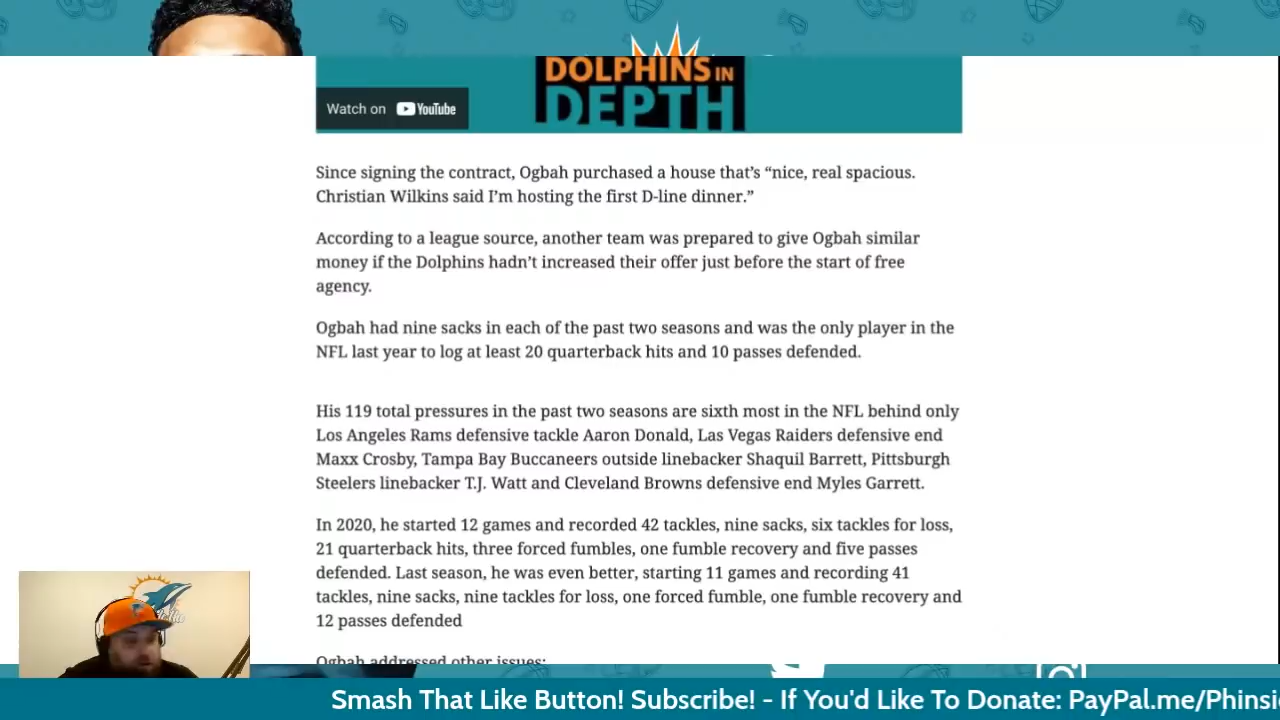 DOLPHINS IN
DEPTH
Watch on YouTube
Since signing the contract, Ogbah purchased a house that's “nice, real spacious.
Christian Wilkins said I'm hosting the first D-line dinner.”
According to a league source, another team was prepared to give Ogbah similar
money if the Dolphins hadn't increased their offer just before the start of free
agency.
Ogbah had nine sacks in each of the past two seasons and was the only player in the
NFL last year to log at least 20 quarterback hits and 10 passes defended.
His 119 total pressures in the past two seasons are sixth most in the NFL behind only
Los Angeles Rams defensive tackle Aaron Donald, Las Vegas Raiders defensive end
Maxx Crosby, Tampa Bay Buccaneers outside linebacker Shaquil Barrett, Pittsburgh
Steelers linebacker T.J. Watt and Cleveland Browns defensive end Myles Garrett.
In 2020, he started 12 games and recorded 42 tackles, nine sacks, six tackles for loss,
21 quarterback hits, three forced fumbles, one fumble recovery and five passes
defended. Last season, he was even better, starting 11 games and recording 41
tackles, nine sacks, nine tackles for loss, one forced fumble, one fumble recovery and
12 passes defended
Ogbah addressed other issues:
Smash That Like Button! Subscribe! - If You'd Like To Donate: PayPal.me/Phinsi